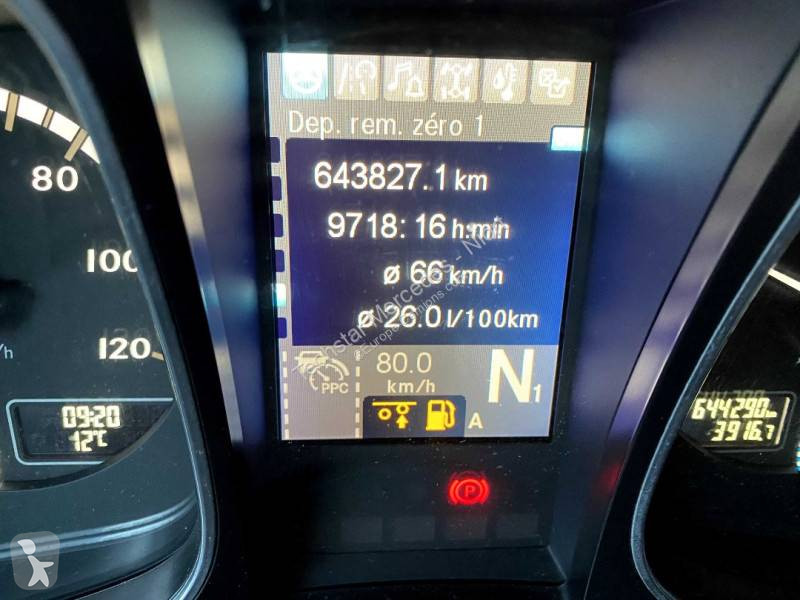 Dep. rem. zéro 1
643827.1 km
9718:16 h:min
ø 66 km/h
ø 26.0 l/100km
80
100
120
PPC
80.0
km/h
N1
A
09:20
12°C
644290 km
3916.7
P